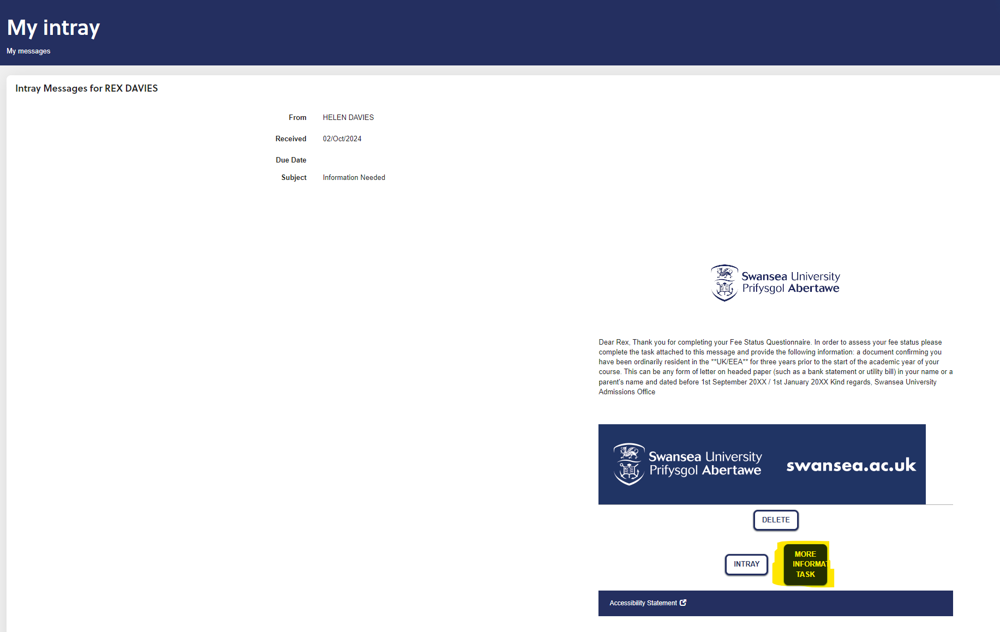 My intray
My messages
Intray Messages for REX DAVIES
From HELEN DAVIES
Received 02/Oct/2024
Due Date
Subject Information Needed
Swansea University
Prifysgol Abertawe
Dear Rex, Thank you for completing your Fee Status Questionnaire. In order to assess your fee status please
complete the task attached to this message and provide the following information: a document confirming you
have been ordinarily resident in the **UK/EEA** for three years prior to the start of the academic year of your
course. This can be any form of letter on headed paper (such as a bank statement or utility bill) in your name or a
parent's name and dated before 1st September 20XX / 1st January 20XX Kind regards, Swansea University
Admissions Office
Swansea University
Prifysgol Abertawe
swansea.ac.uk
DELETE
INTRAY
MORE
INFORMAT
TASK
Accessibility Statement